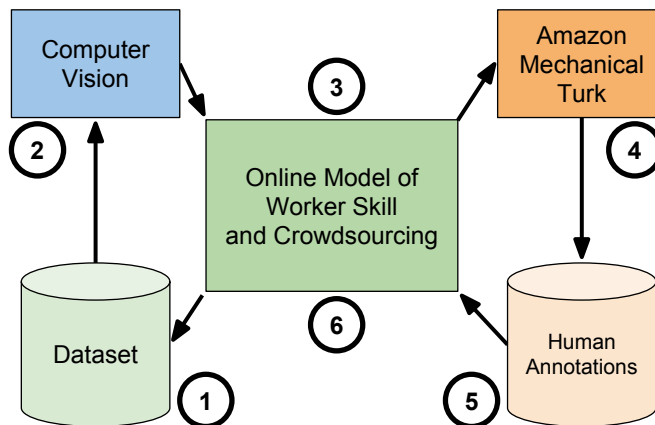 Computer
Vision
2
3
Amazon
Mechanical
Turk
4
Online Model of
Worker Skill
and Crowdsourcing
6
Dataset
1
Human
Annotations
5